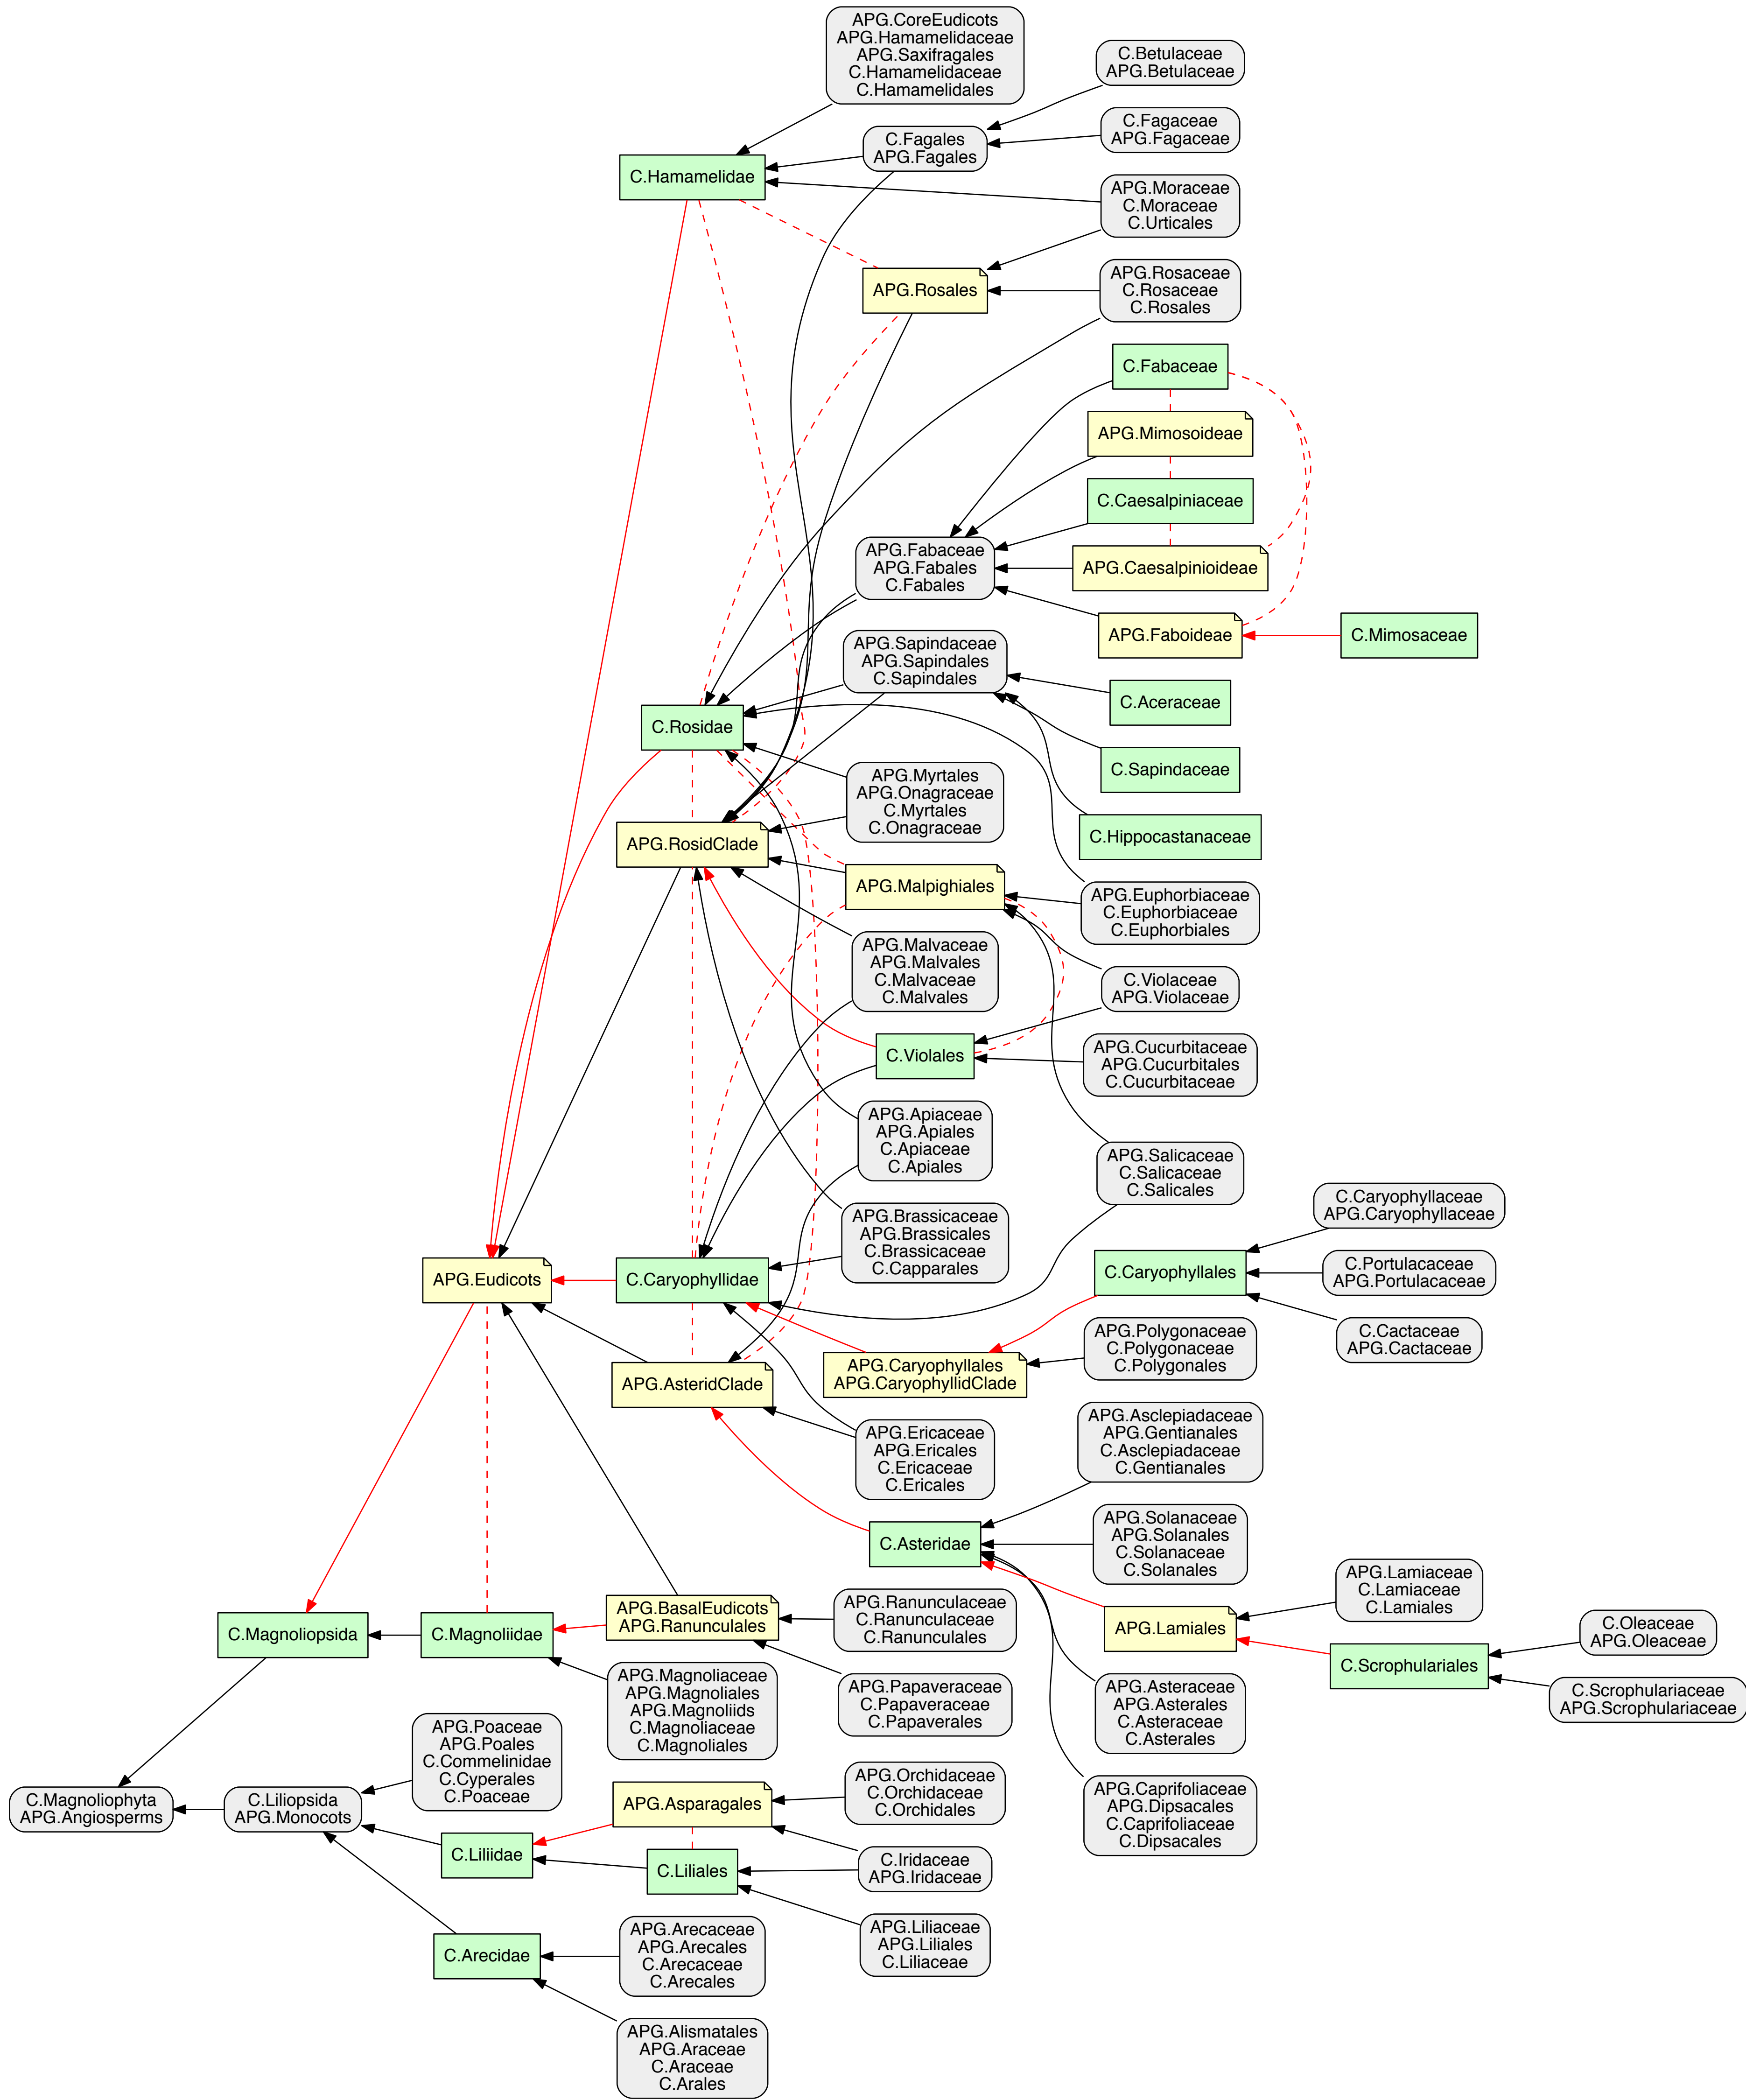 APG.CoreEudicots
APG.Hamamelidaceae
APG.Saxifragales
C.Hamamelidaceae
C.Hamamelidales
C.Betulaceae
APG.Betulaceae
C.Fagaceae
APG.Fagaceae
C.Fagales
APG.Fagales
C.Hamamelidae
APG.Moraceae
C.Moraceae
C.Urticales
APG.Rosales
APG.Rosaceae
C.Rosaceae
C.Rosales
C.Fabaceae
APG.Mimosoideae
C.Caesalpiniaceae
APG.Fabaceae
APG.Fabales
C.Fabales
APG.Caesalpinioideae
APG.Faboideae
C.Mimosaceae
APG.Sapindaceae
APG.Sapindales
C.Sapindales
C.Aceraceae
C.Rosidae
C.Sapindaceae
APG.Myrtales
APG.Onagraceae
C.Myrtales
C.Onagraceae
C.Hippocastanaceae
APG.RosidClade
APG.Malpighiales
APG.Euphorbiaceae
C.Euphorbiaceae
C.Euphorbiales
APG.Malvaceae
APG.Malvales
C.Malvaceae
C.Malvales
C.Violaceae
APG.Violaceae
C.Violales
APG.Cucurbitaceae
APG.Cucurbitales
C.Cucurbitaceae
APG.Apiaceae
APG.Apiales
C.Apiaceae
C.Apiales
APG.Salicaceae
C.Salicaceae
C.Salicales
C.Caryophyllaceae
APG.Caryophyllaceae
APG.Brassicaceae
APG.Brassicales
C.Brassicaceae
C.Capparales
APG.Eudicots
C.Caryophyllidae
C.Caryophyllales
C.Portulacaceae
APG.Portulacaceae
APG.Polygonaceae
C.Polygonaceae
C.Polygonales
C.Cactaceae
APG.Cactaceae
APG.AsteridClade
APG.Caryophyllales
APG.CaryophyllidClade
APG.Asclepiadaceae
APG.Gentianales
C.Asclepiadaceae
C.Gentianales
APG.Ericaceae
APG.Ericales
C.Ericaceae
C.Ericales
C.Asteridae
APG.Solanaceae
APG.Solanales
C.Solanaceae
C.Solanales
APG.Lamiaceae
C.Lamiaceae
C.Lamiales
C.Magnoliopsida
C.Magnoliidae
APG.BasalEudicots
APG.Ranunculales
APG.Ranunculaceae
C.Ranunculaceae
C.Ranunculales
APG.Lamiales
C.Oleaceae
APG.Oleaceae
C.Scrophulariales
APG.Magnoliaceae
APG.Magnoliales
APG.Magnoliids
C.Magnoliaceae
C.Magnoliales
APG.Papaveraceae
C.Papaveraceae
C.Papaverales
APG.Asteraceae
APG.Asterales
C.Asteraceae
C.Asterales
C.Scrophulariaceae
APG.Scrophulariaceae
APG.Poaceae
APG.Poales
C.Commelinidae
C.Cyperales
C.Poaceae
C.Magnoliophyta
APG.Angiosperms
C.Liliopsida
APG.Monocots
APG.Asparagales
APG.Orchidaceae
C.Orchidaceae
C.Orchidales
APG.Caprifoliaceae
APG.Dipsacales
C.Caprifoliaceae
C.Dipsacales
C.Liliidae
C.Liliales
C.Iridaceae
APG.Iridaceae
APG.Liliaceae
APG.Liliales
C.Liliaceae
C.Arecidae
APG.Arecaceae
APG.Arecales
C.Arecaceae
C.Arecales
APG.Alismatales
APG.Araceae
C.Araceae
C.Arales